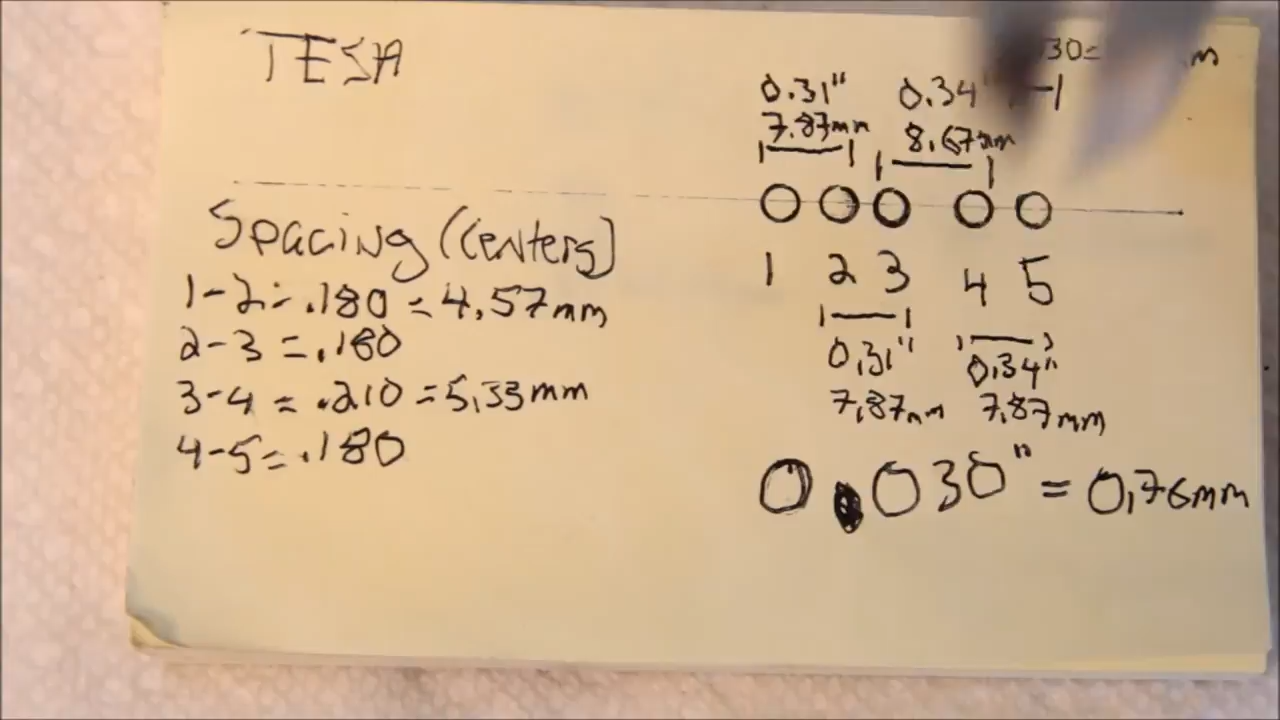 TESA
30=
0.31" 0.34"
7.87mm 8.67mm
Spacing (Centers)
1 2 3 4 5
1-2=.180=4.57mm
2-3=.180
3-4=.210=5.33mm
4-5=.180
0.31" 0.34"
7.87mm 7.87mm
0.030"=0.76mm